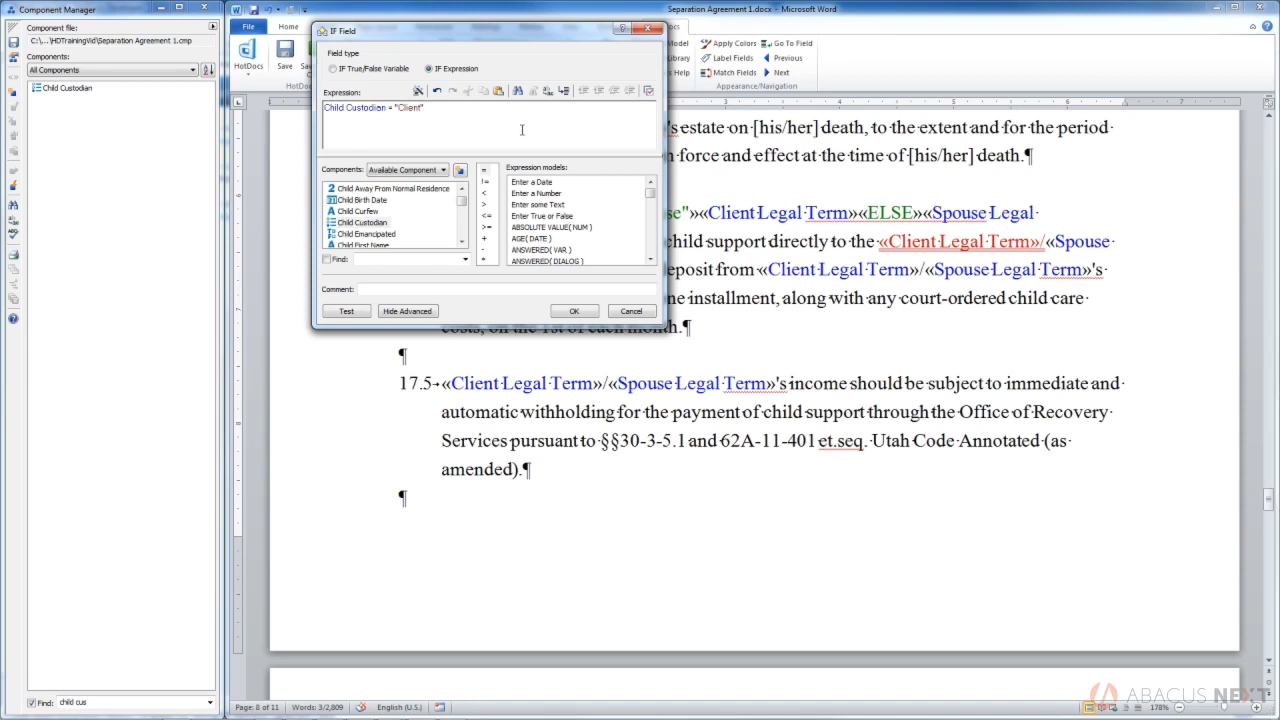 Component Manager
Component file:
C:\...\HDTrainingVid\Separation Agreement 1.cmp
Components:
All Components
Child Custodian
Find: child cus
Separation Agreement 1.docx - Microsoft Word
File
Home
HotDocs
Save
Apply Colors
Go To Field
Label Fields
Previous
Match Fields
Next
Appearance/Navigation
IF Field
Field type
IF True/False Variable
IF Expression
Expression:
Child Custodian = "Client"
Components:
Available Component
Expression models:
Child Away From Normal Residence
Child Birth Date
Child Curfew
Child Custodian
Child Emancipated
Child First Name
=
!=
<
>
<=
>=
+
-
*
Enter a Date
Enter a Number
Enter some Text
Enter True or False
ABSOLUTE VALUE( NUM )
AGE( DATE )
ANSWERED( VAR )
ANSWERED( DIALOG )
Find:
Comment:
Test
Hide Advanced
OK
Cancel
's estate on [his/her] death, to the extent and for the period
force and effect at the time of [his/her] death.¶
se"»«Client Legal Term»«ELSE»«Spouse Legal
child support directly to the «Client Legal Term»/«Spouse
eposit from «Client Legal Term»/«Spouse Legal Term»'s
ne installment, along with any court-ordered child care
costs, on the 1st of each month.¶
¶
17.5→«Client Legal Term»/«Spouse Legal Term»'s income should be subject to immediate and
automatic withholding for the payment of child support through the Office of Recovery
Services pursuant to §§30-3-5.1 and 62A-11-401 et.seq. Utah Code Annotated (as
amended).¶
¶
ABACUS NEXT
Page: 8 of 11
Words: 3/2,809
English (U.S.)
178%